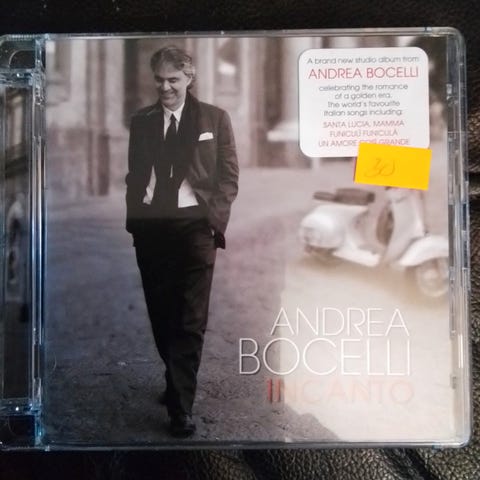 A brand new studio album from
ANDREA BOCELLI
celebrating the romance
of a golden era.
The world's favourite
Italian songs including:
SANTA LUCIA, MAMMA
FUNICULÌ FUNICULÀ
UN AMORE COSÌ GRANDE
30
ANDREA
BOCELLI
INCANTO